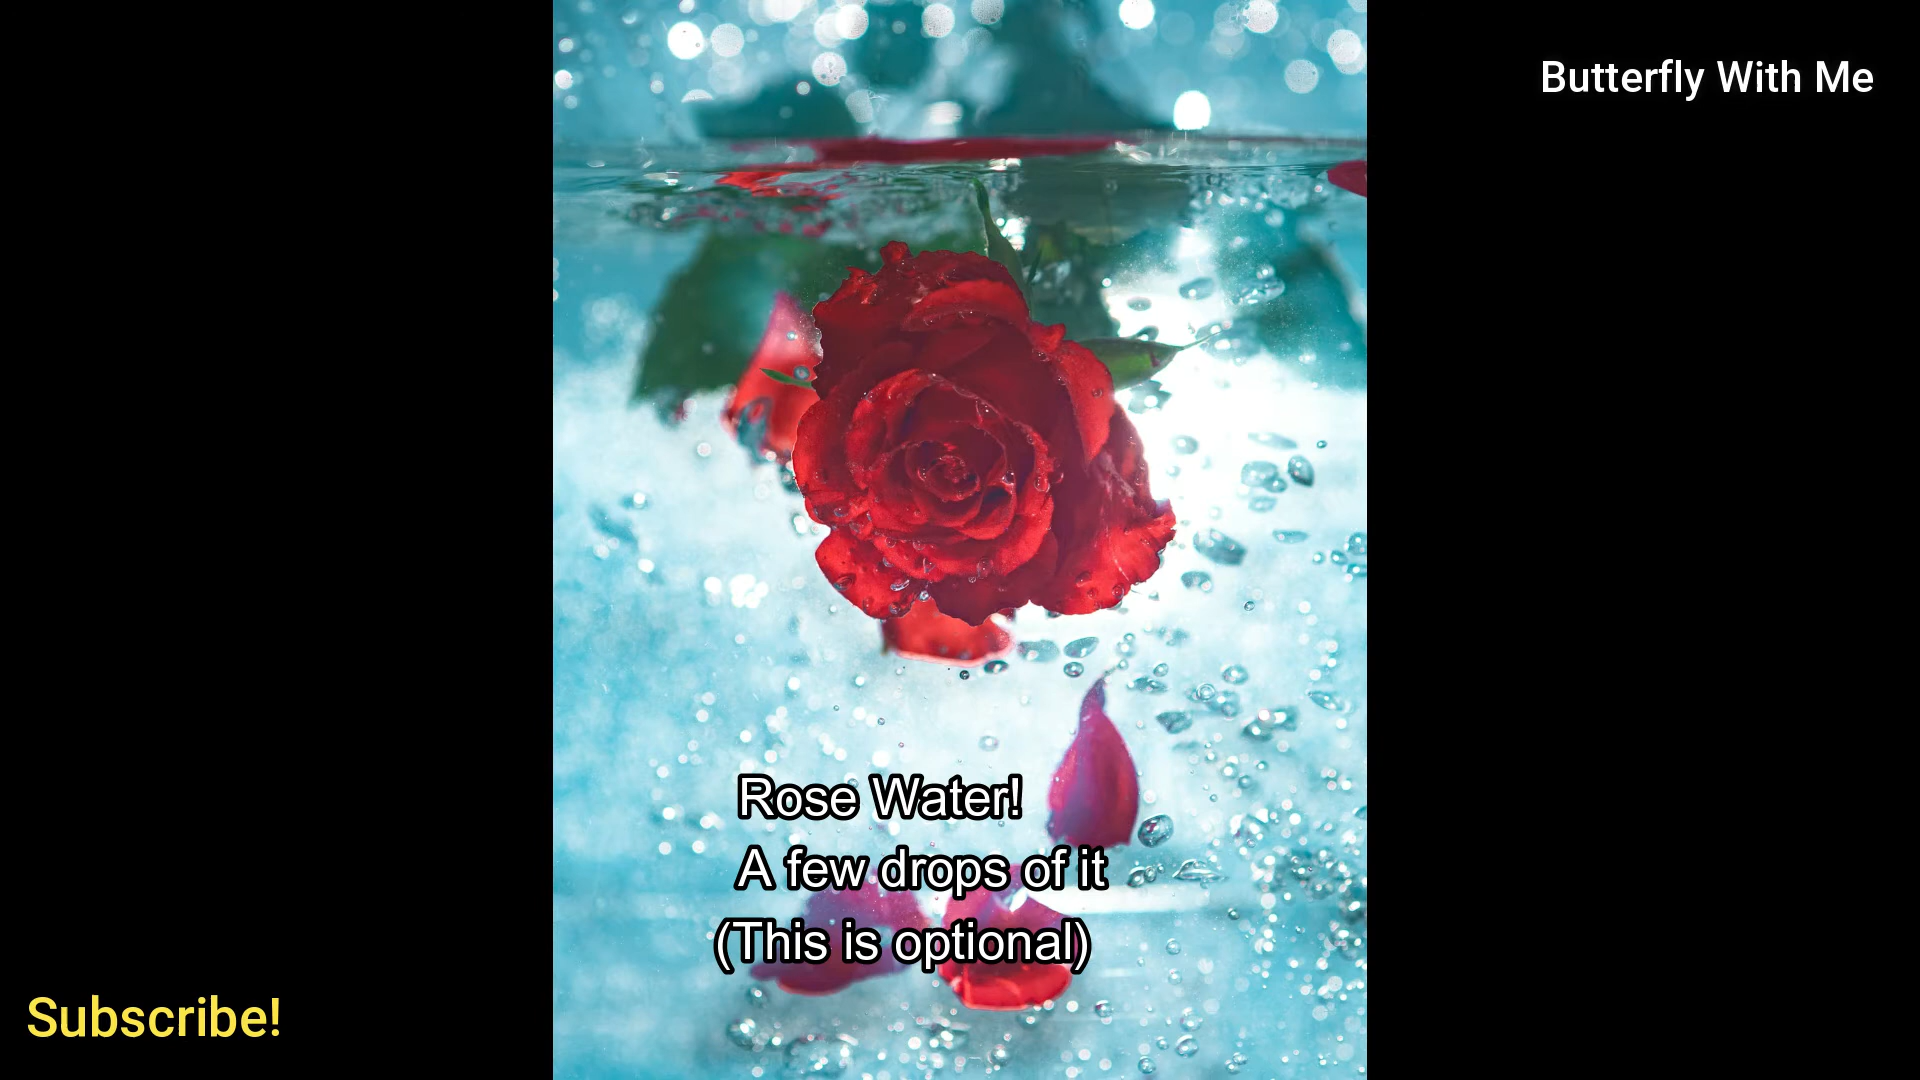 Butterfly With Me
Rose Water!
A few drops of it
(This is optional)
Subscribe!